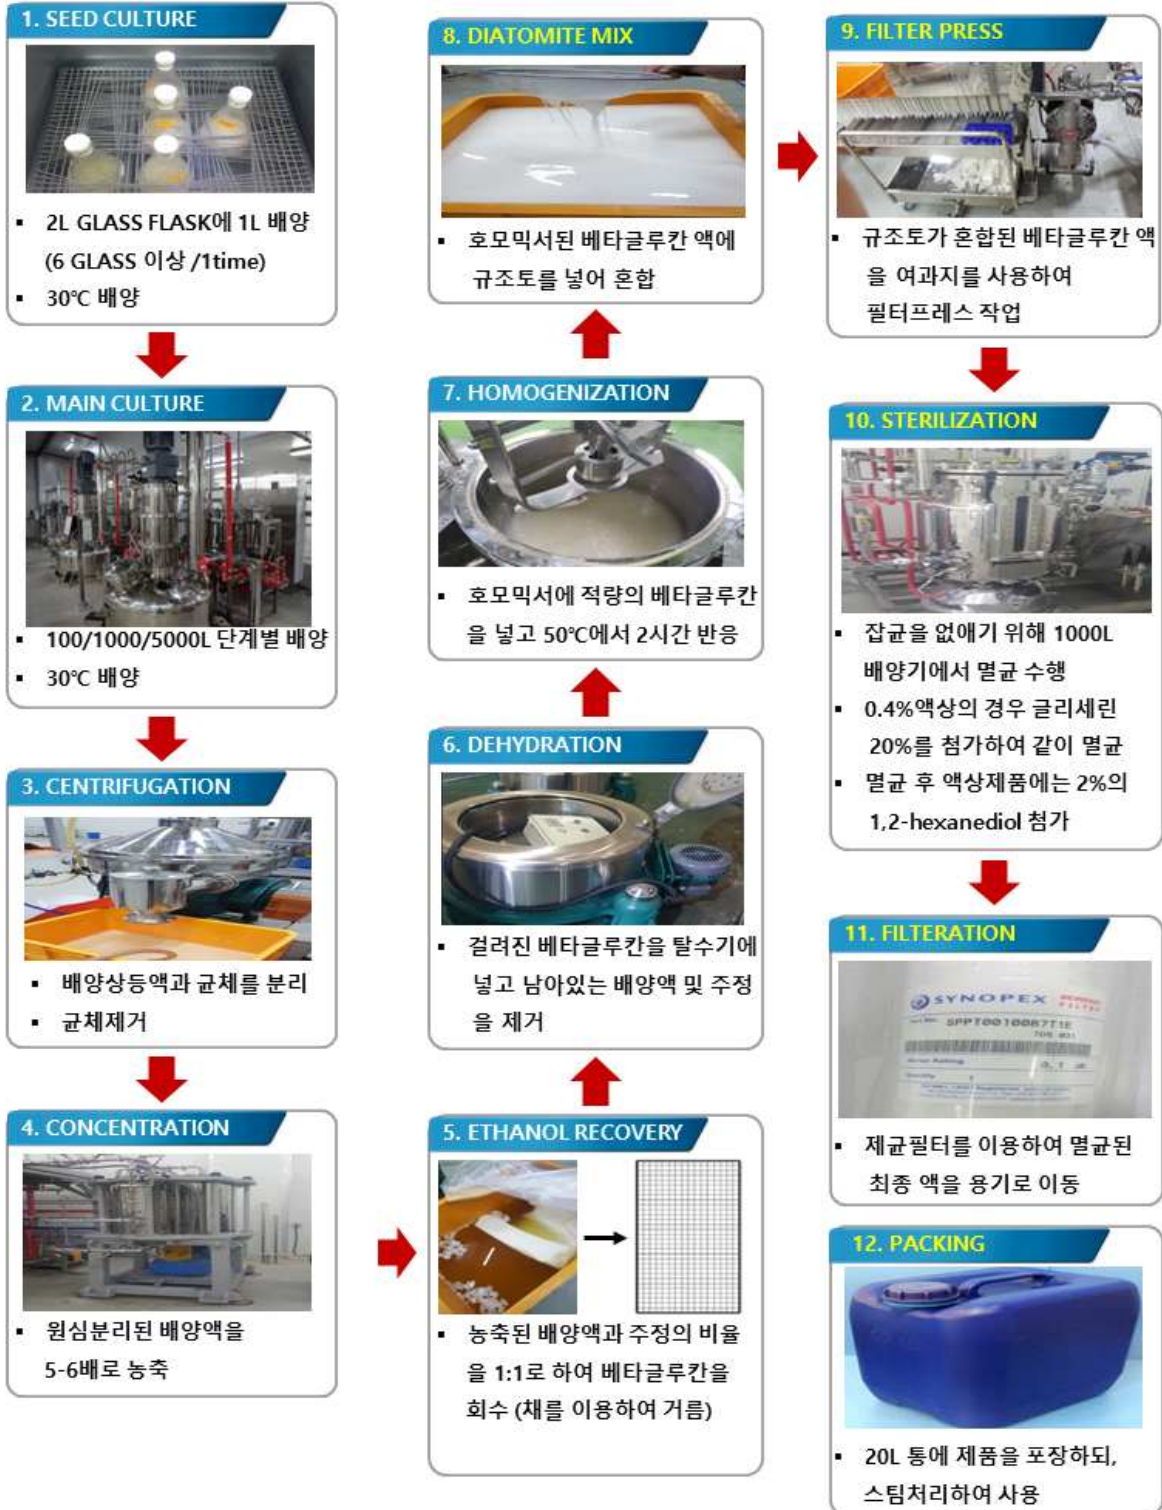 1. SEED CULTURE
▪ 2L GLASS FLASK에 1L 배양
(6 GLASS 이상 /1time)
▪ 30℃ 배양
2. MAIN CULTURE
▪ 100/1000/5000L 단계별 배양
▪ 30℃ 배양
3. CENTRIFUGATION
▪ 배양상등액과 균체를 분리
▪ 균체제거
4. CONCENTRATION
▪ 원심분리된 배양액을
5-6배로 농축
5. ETHANOL RECOVERY
▪ 농축된 배양액과 주정의 비율
을 1:1로 하여 베타글루칸을
회수 (채를 이용하여 거름)
6. DEHYDRATION
▪ 걸려진 베타글루칸을 탈수기에
넣고 남아있는 배양액 및 주정
을 제거
7. HOMOGENIZATION
▪ 호모믹서에 적량의 베타글루칸
을 넣고 50℃에서 2시간 반응
8. DIATOMITE MIX
▪ 호모믹서된 베타글루칸 액에
규조토를 넣어 혼합
9. FILTER PRESS
▪ 규조토가 혼합된 베타글루칸 액
을 여과지를 사용하여
필터프레스 작업
10. STERILIZATION
▪ 잡균을 없애기 위해 1000L
배양기에서 멸균 수행
▪ 0.4%액상의 경우 글리세린
20%를 첨가하여 같이 멸균
▪ 멸균 후 액상제품에는 2%의
1,2-hexanediol 첨가
11. FILTERATION
SYNOPEX
SPPT0010087T1E
▪ 제균필터를 이용하여 멸균된
최종 액을 용기로 이동
12. PACKING
▪ 20L 통에 제품을 포장하되,
스팀처리하여 사용